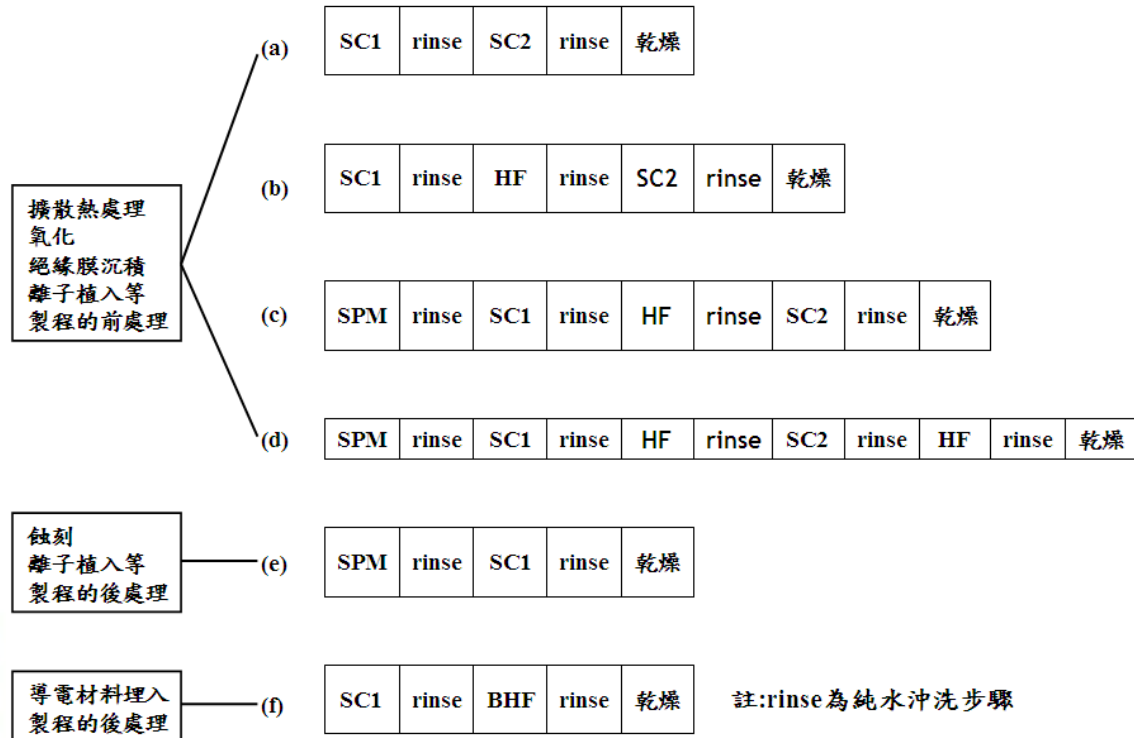 (a) SC1 rinse SC2 rinse 乾燥
(b) SC1 rinse HF rinse SC2 rinse 乾燥
擴散熱處理
氧化
絕緣膜沉積
離子植入等
製程的前處理
(c) SPM rinse SC1 rinse HF rinse SC2 rinse 乾燥
(d) SPM rinse SC1 rinse HF rinse SC2 rinse HF rinse 乾燥
蝕刻
離子植入等
製程的後處理
(e) SPM rinse SC1 rinse 乾燥
導電材料埋入
製程的後處理
(f) SC1 rinse BHF rinse 乾燥
註:rinse為純水沖洗步驟